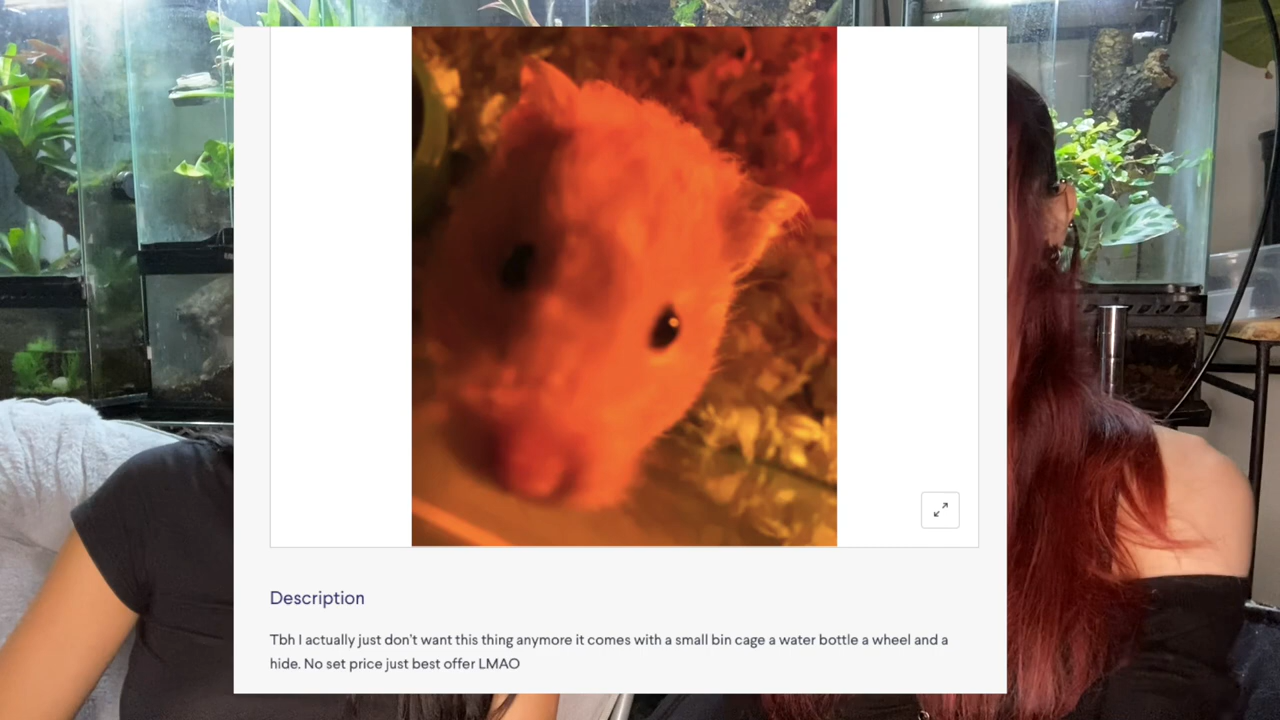 Description
Tbh I actually just don't want this thing anymore it comes with a small bin cage a water bottle a wheel and a
hide. No set price just best offer LMAO